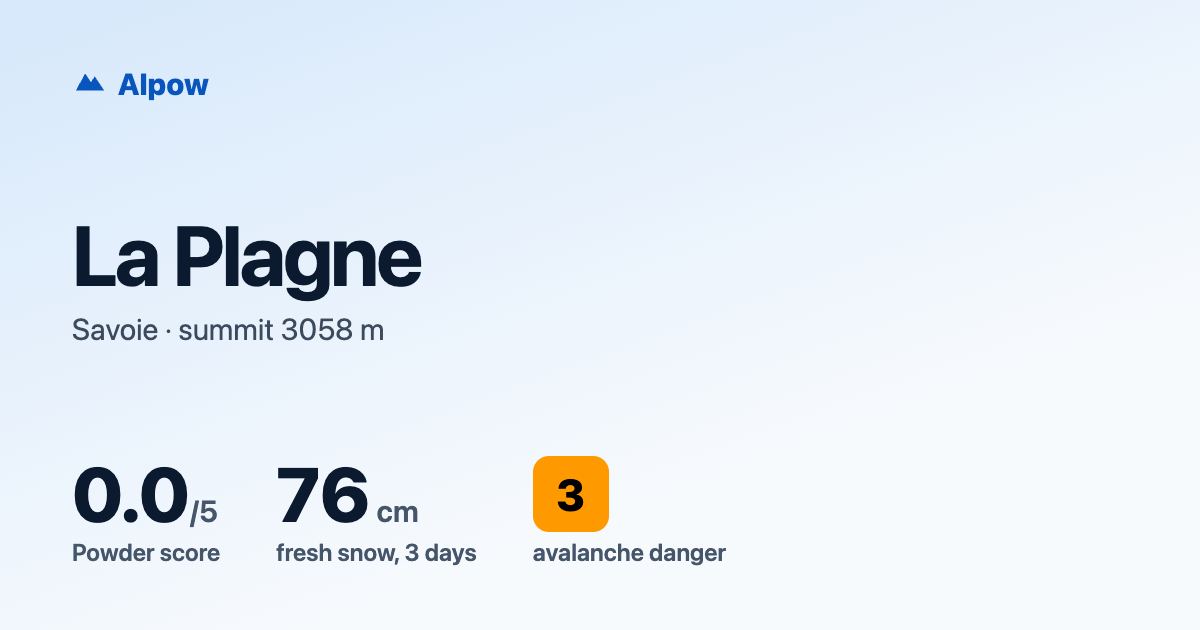 Alpow
La Plagne
Savoie · summit 3058 m
0.0/5 76 cm 3
Powder score fresh snow, 3 days avalanche danger